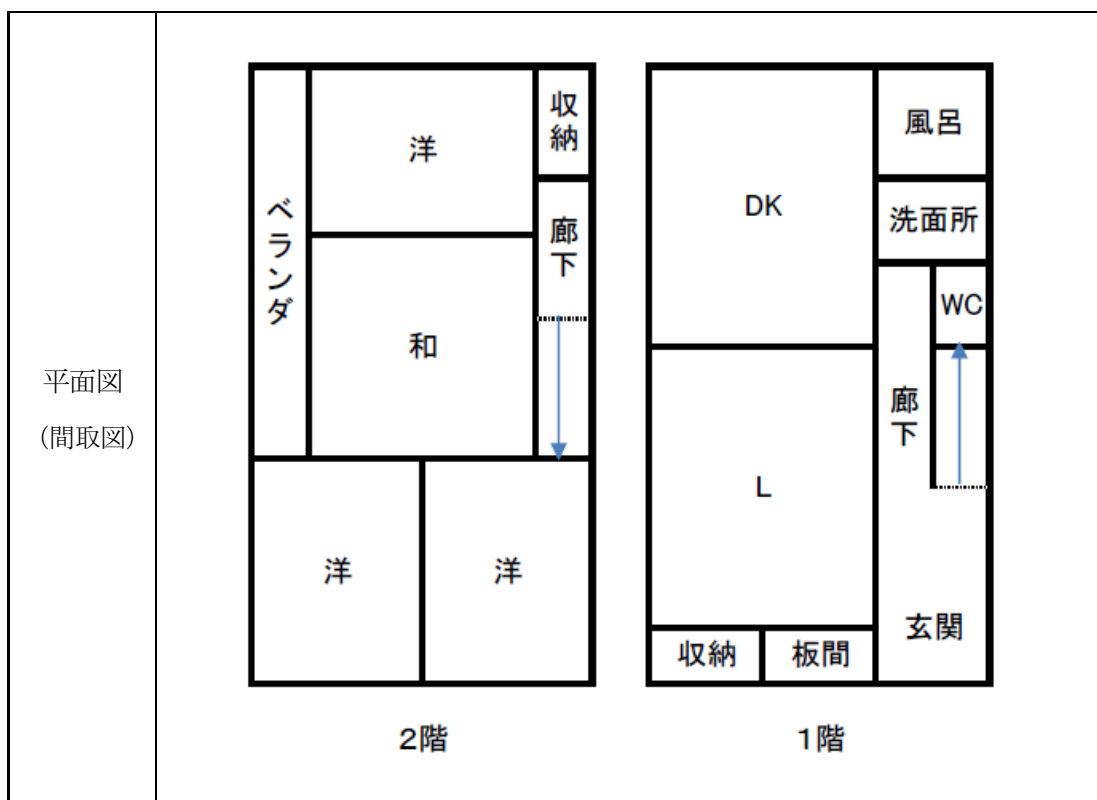 平面図
（間取図）
洋
収納
ベランダ
廊下
和
洋
洋
2階
DK
風呂
洗面所
WC
廊下
L
玄関
収納
板間
1階